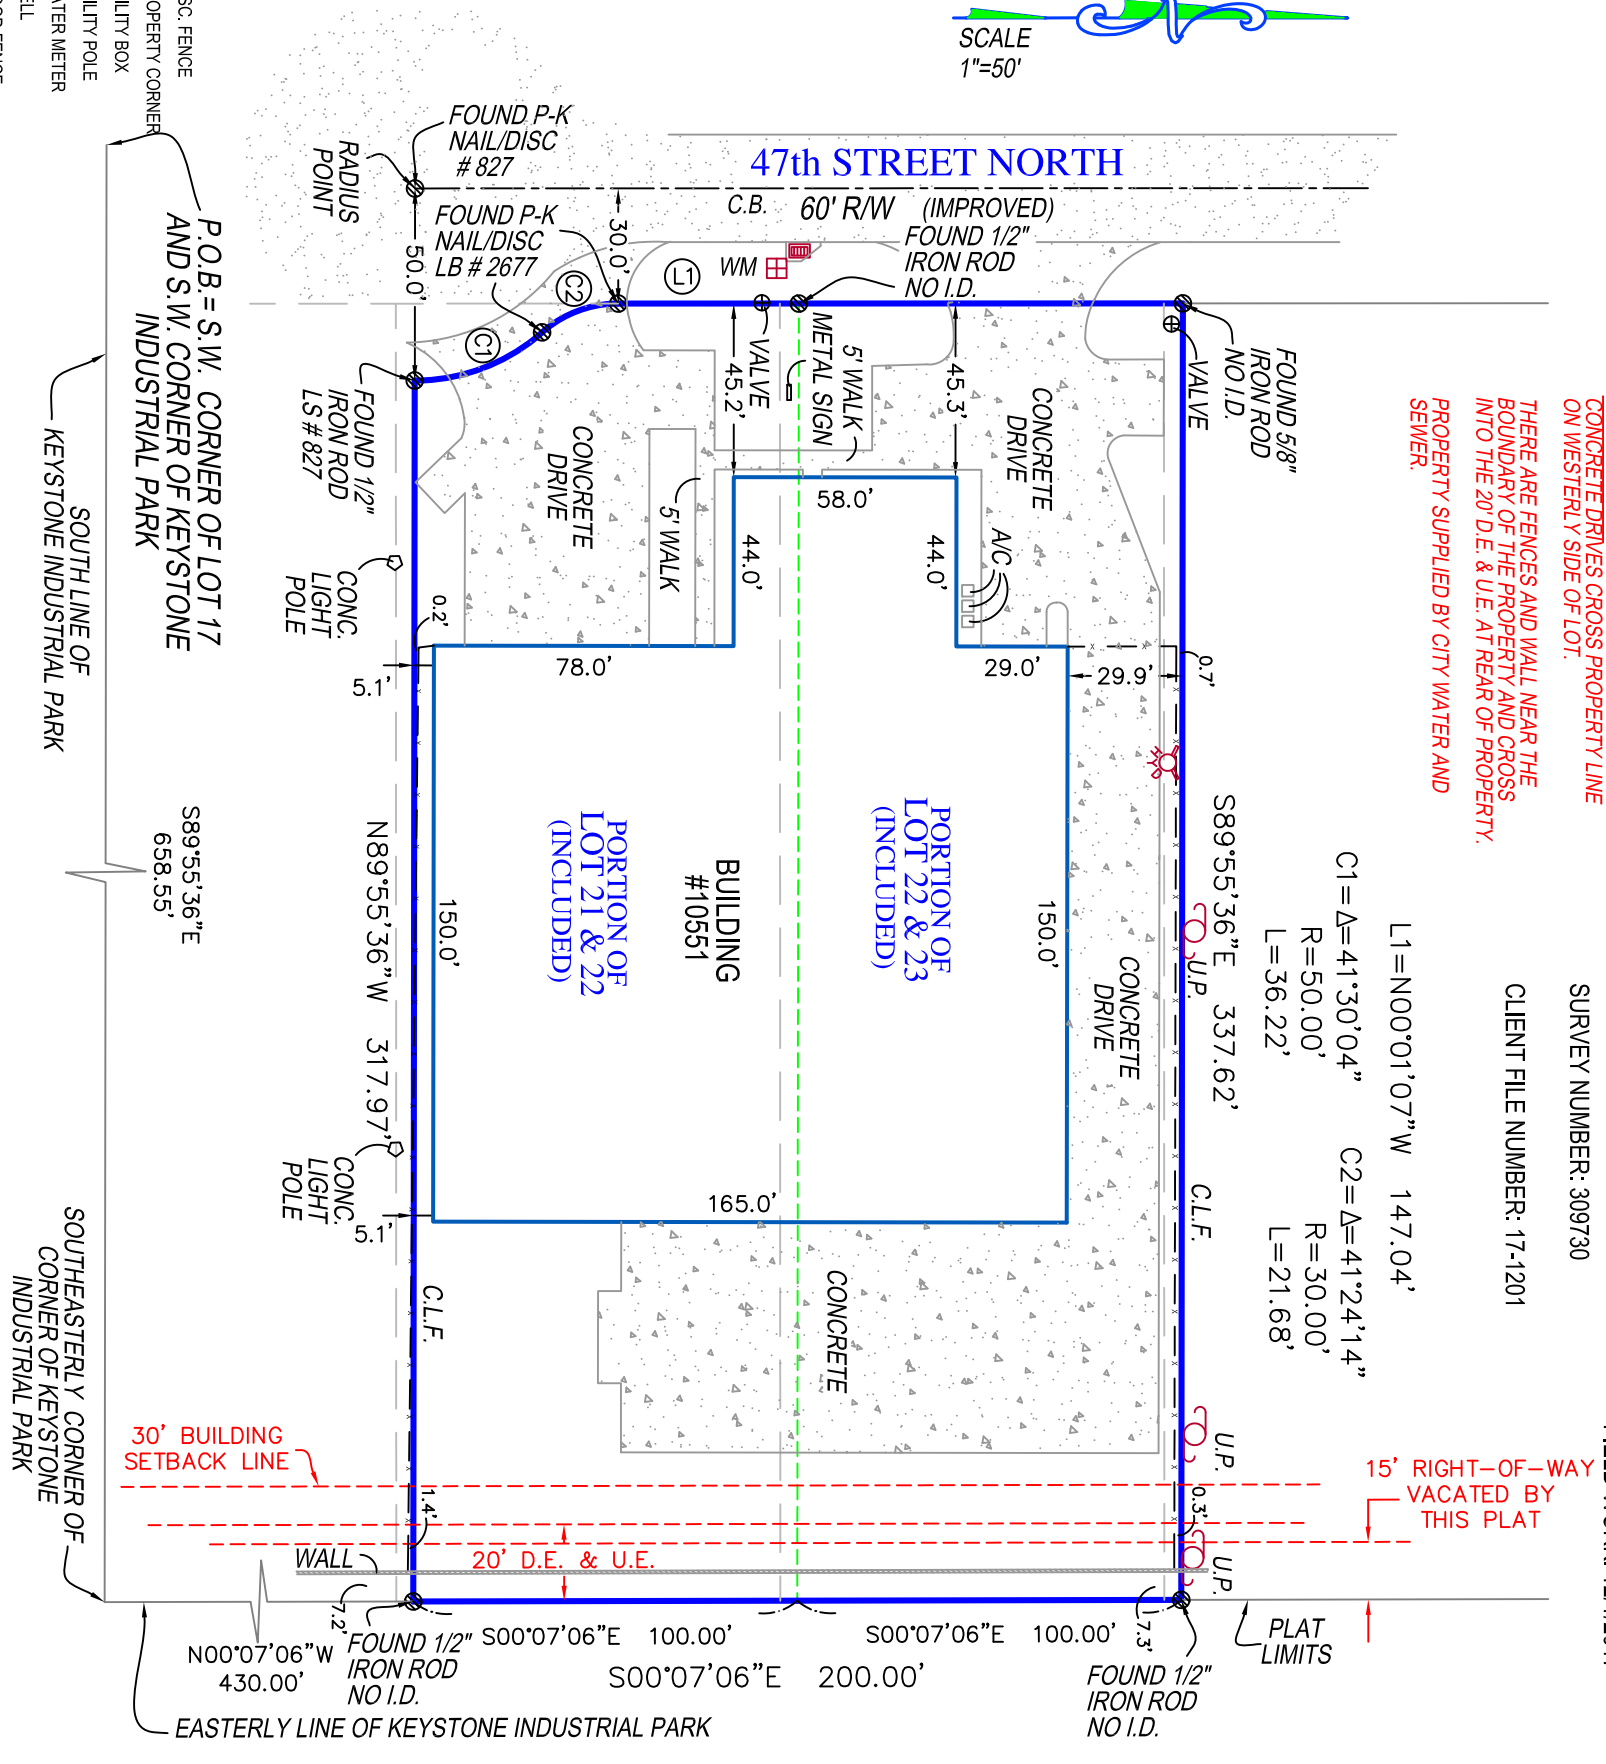 SCALE
1"=50'
SC. FENCE
OPERTY CORNER
ILITY BOX
ILITY POLE
ATER METER
ELL
FOUND P-K
NAIL/DISC
# 827
RADIUS
POINT
47th STREET NORTH
C.B.
60' R/W (IMPROVED)
FOUND P-K
NAIL/DISC
LB # 2677
30.0'
50.0'
L1
C2
C1
WM
FOUND 1/2"
IRON ROD
NO I.D.
VALVE
METAL SIGN
5' WALK
45.2'
45.3'
CONCRETE
DRIVE
VALVE
FOUND 5/8"
IRON ROD
NO I.D.
CONCRETE DRIVES CROSS PROPERTY LINE
ON WESTERLY SIDE OF LOT.
THERE ARE FENCES AND WALL NEAR THE
BOUNDARY OF THE PROPERTY AND CROSS
INTO THE 20' D.E. & U.E. AT REAR OF PROPERTY.
PROPERTY SUPPLIED BY CITY WATER AND
SEWER.
P.O.B.= S.W. CORNER OF LOT 17
AND S.W. CORNER OF KEYSTONE
INDUSTRIAL PARK
SOUTH LINE OF
KEYSTONE INDUSTRIAL PARK
FOUND 1/2"
IRON ROD
LS # 827
CONCRETE
DRIVE
5' WALK
58.0'
44.0'
44.0'
A/C
CONC.
LIGHT
POLE
0.2'
5.1'
78.0'
29.0'
29.9'
0.7'
S89°55'36"E
658.55'
N89°55'36"W 317.97'
150.0'
PORTION OF
LOT 21 & 22
(INCLUDED)
BUILDING
#10551
PORTION OF
LOT 22 & 23
(INCLUDED)
150.0'
CONCRETE
DRIVE
S89°55'36"E 337.62'
U.P.
L1=N00°01'07"W 147.04'
C1=Δ=41°30'04"
R=50.00'
L=36.22'
C2=Δ=41°24'14"
R=30.00'
L=21.68'
SURVEY NUMBER: 309730
CLIENT FILE NUMBER: 17-1201
CONC.
LIGHT
POLE
5.1'
165.0'
C.L.F.
C.L.F.
CONCRETE
U.P.
SOUTHEASTERLY CORNER OF
CORNER OF KEYSTONE
INDUSTRIAL PARK
30' BUILDING
SETBACK LINE
1.4'
0.3'
15' RIGHT-OF-WAY
VACATED BY
THIS PLAT
WALL
20' D.E. & U.E.
U.P.
7.2'
7.3'
FOUND 1/2"
IRON ROD
NO I.D.
S00°07'06"E 100.00'
S00°07'06"E 100.00'
S00°07'06"E 200.00'
PLAT
LIMITS
FOUND 1/2"
IRON ROD
NO I.D.
N00°07'06"W
430.00'
EASTERLY LINE OF KEYSTONE INDUSTRIAL PARK